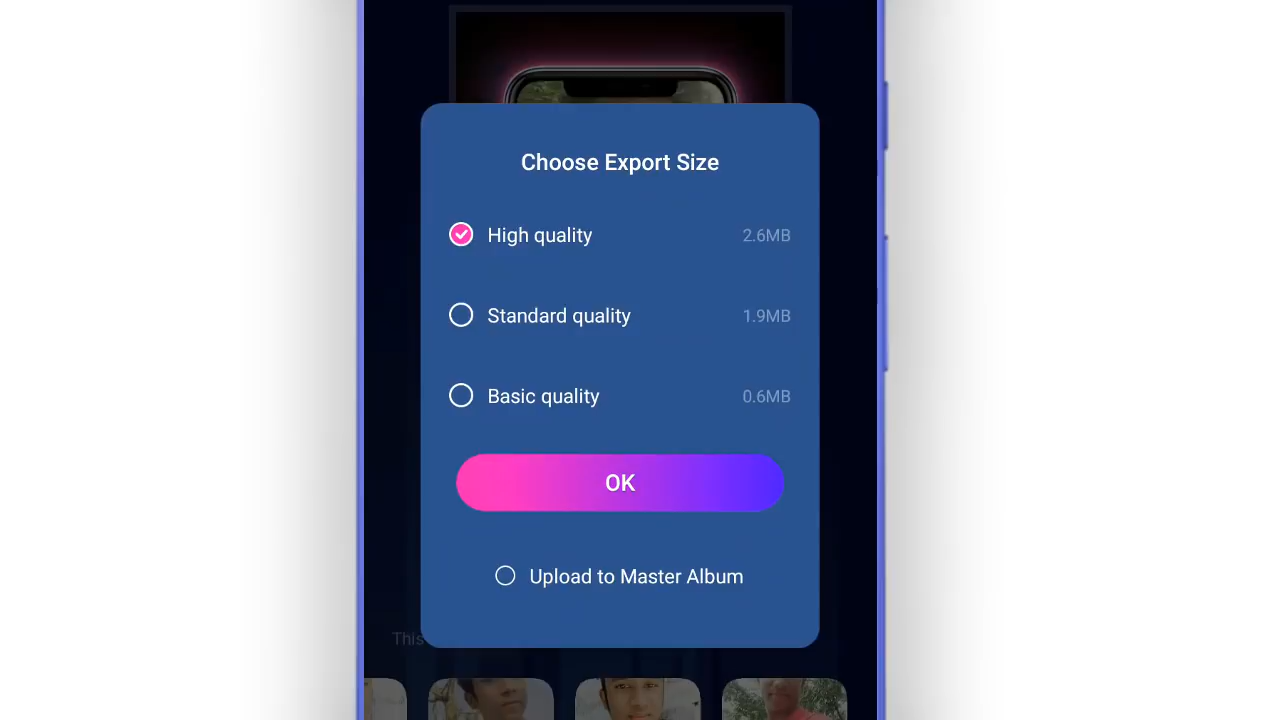 Choose Export Size
High quality 2.6MB
Standard quality 1.9MB
Basic quality 0.6MB
OK
Upload to Master Album
This